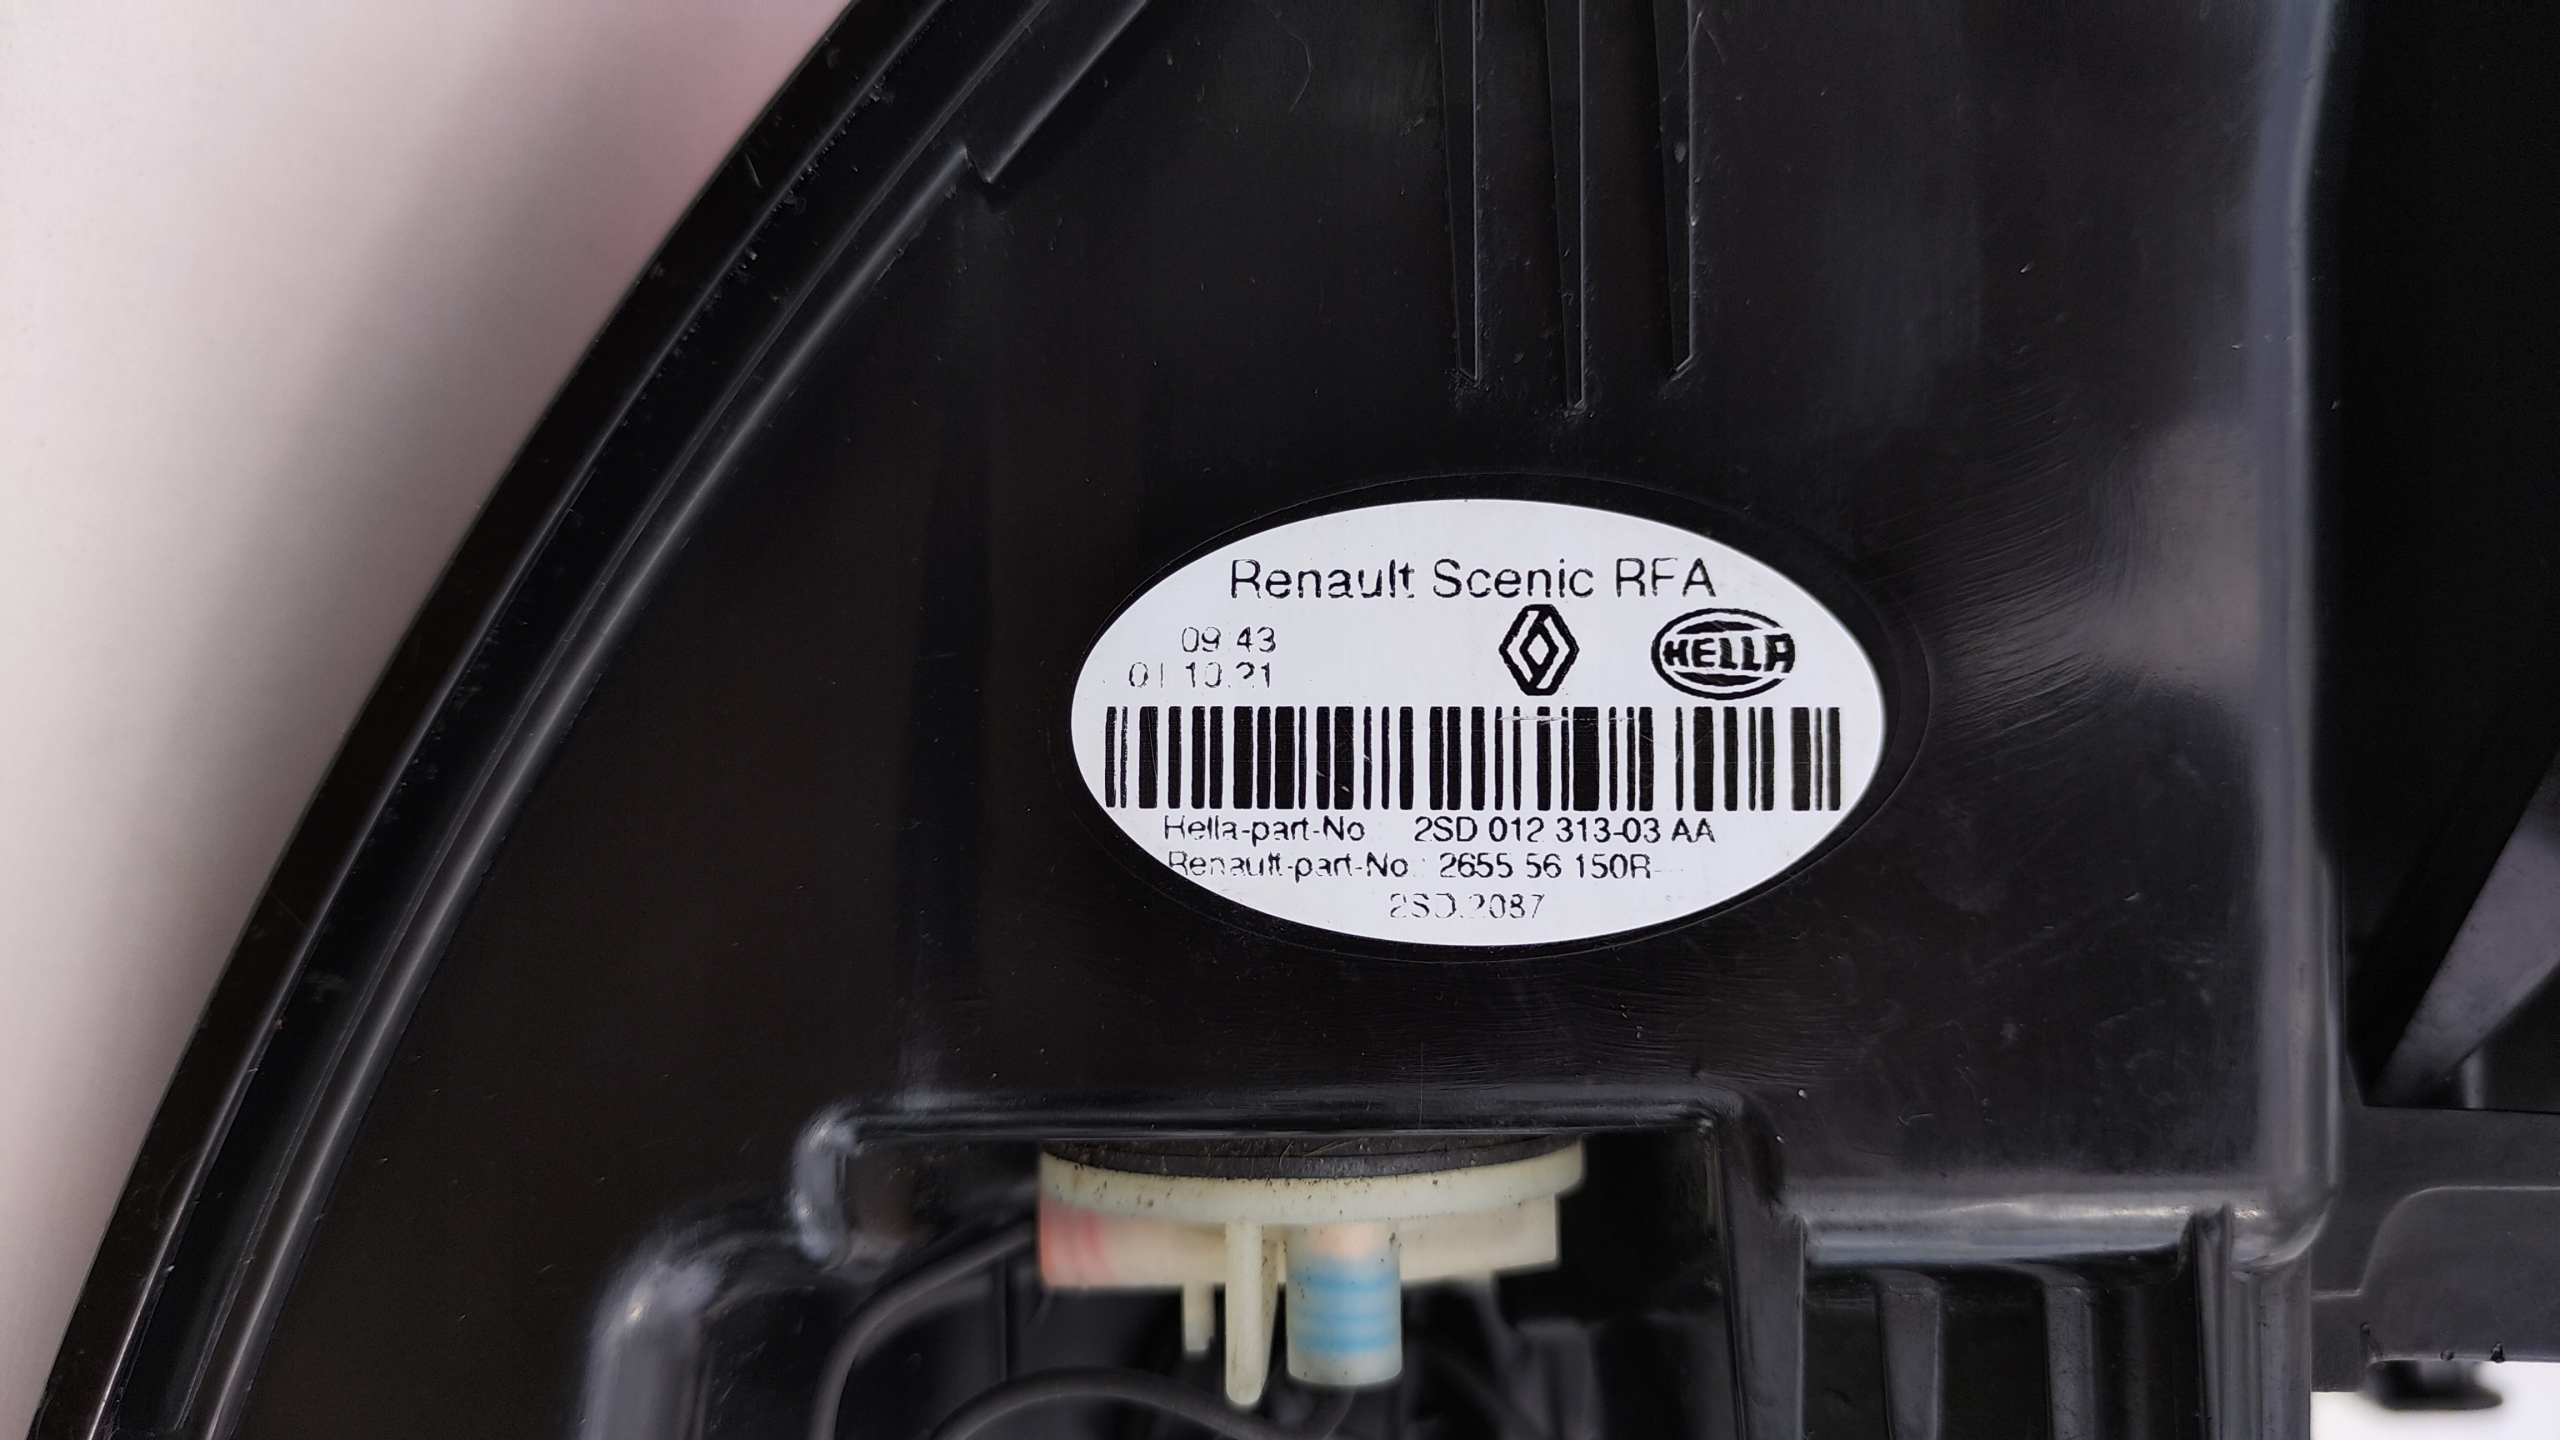 Renault Scenic RFA
09:43
01.10.21
HELLA
Hella-part-No.: 2SD 012 313-03 AA
Renault-part-No.: 2655 56 150R-
2SD.2087